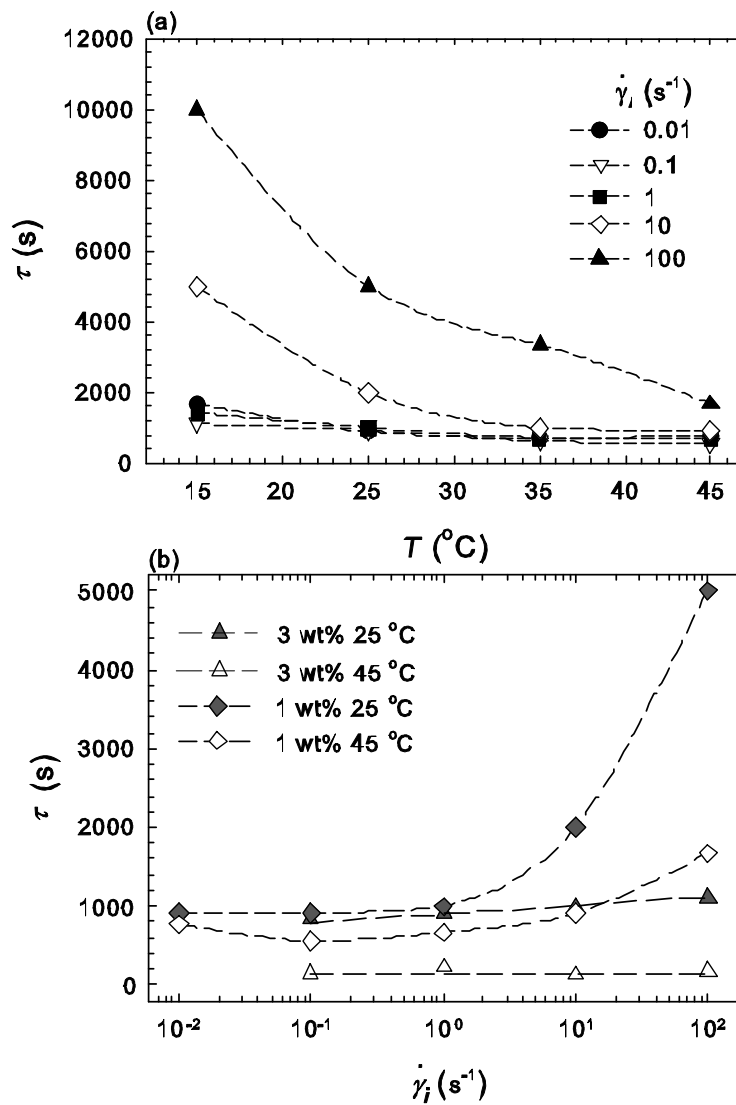 (a)
12000
10000
8000
6000
4000
2000
0
τ (s)
γ̇i (s⁻¹)
0.01
0.1
1
10
100
15 20 25 30 35 40 45
T (°C)
(b)
5000
4000
3000
2000
1000
0
τ (s)
3 wt% 25 °C
3 wt% 45 °C
1 wt% 25 °C
1 wt% 45 °C
10⁻² 10⁻¹ 10⁰ 10¹ 10²
γ̇i (s⁻¹)